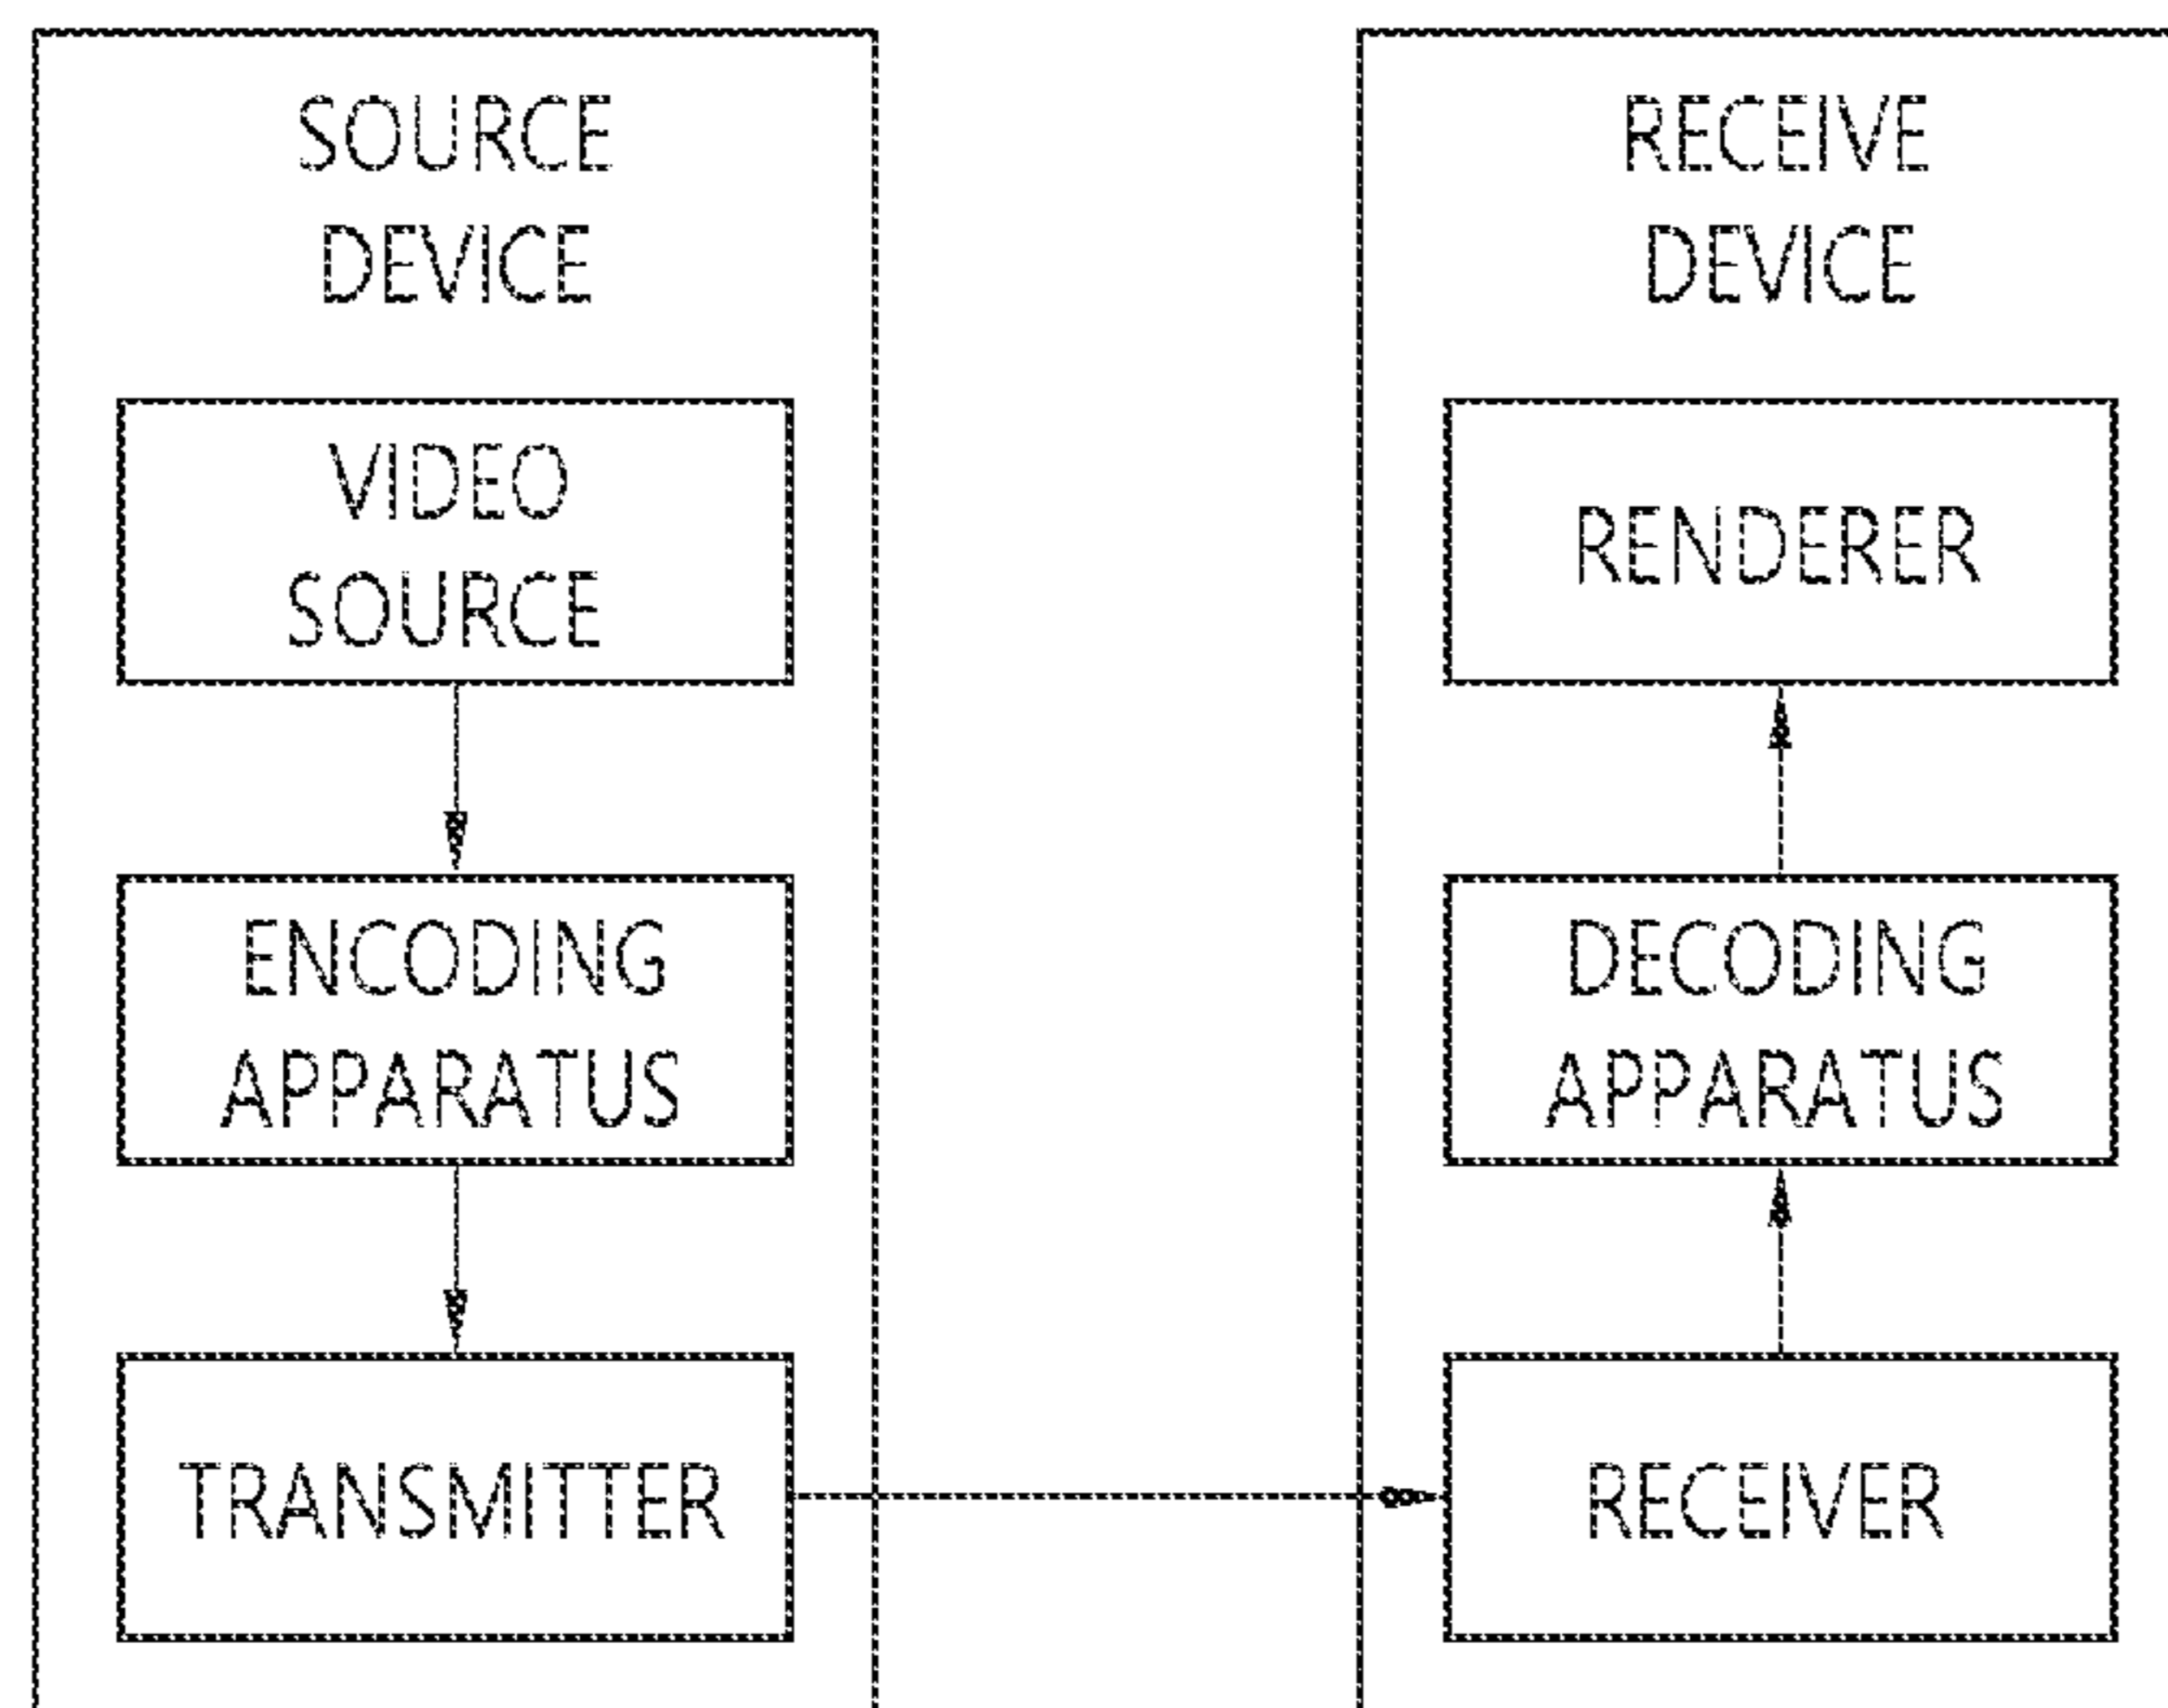 SOURCE
DEVICE
VIDEO
SOURCE
ENCODING
APPARATUS
TRANSMITTER
RECEIVE
DEVICE
RENDERER
DECODING
APPARATUS
RECEIVER